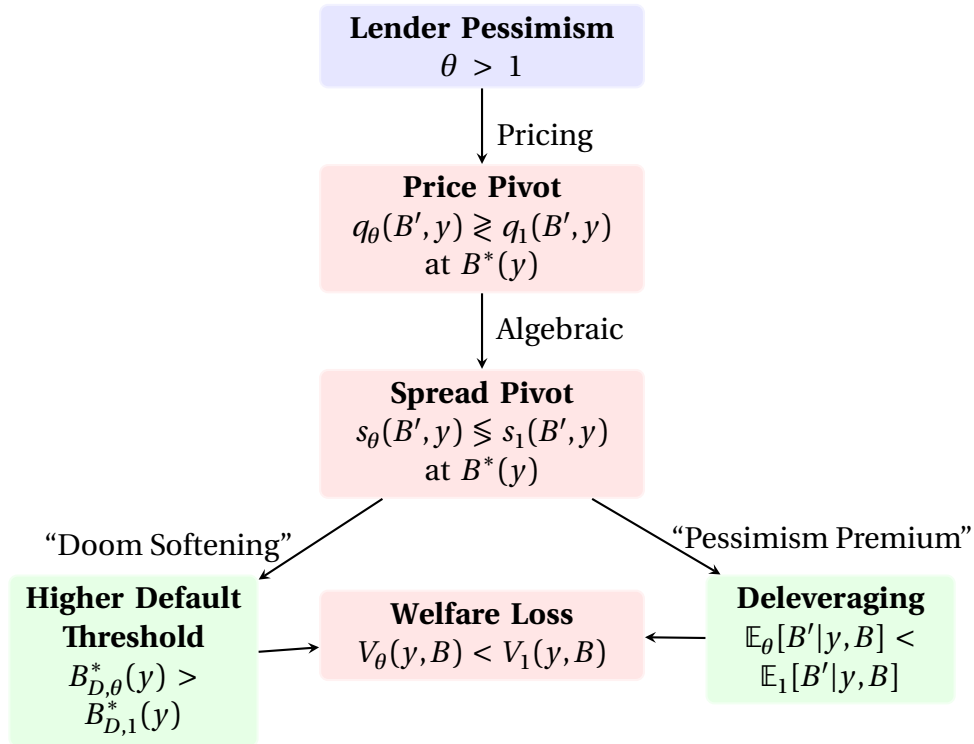 Lender Pessimism
θ > 1
Pricing
Price Pivot
q_θ(B′, y) ≷ q_1(B′, y)
at B*(y)
Algebraic
Spread Pivot
s_θ(B′, y) ≶ s_1(B′, y)
at B*(y)
“Doom Softening”
“Pessimism Premium”
Higher Default
Threshold
B*_{D,θ}(y) >
B*_{D,1}(y)
Welfare Loss
V_θ(y, B) < V_1(y, B)
Deleveraging
𝔼_θ[B′|y, B] <
𝔼_1[B′|y, B]